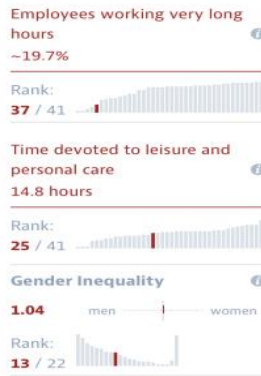 Employees working very long
hours
~19.7%
Rank:
37 / 41
Time devoted to leisure and
personal care
14.8 hours
Rank:
25 / 41
Gender Inequality
1.04 men women
Rank:
13 / 22